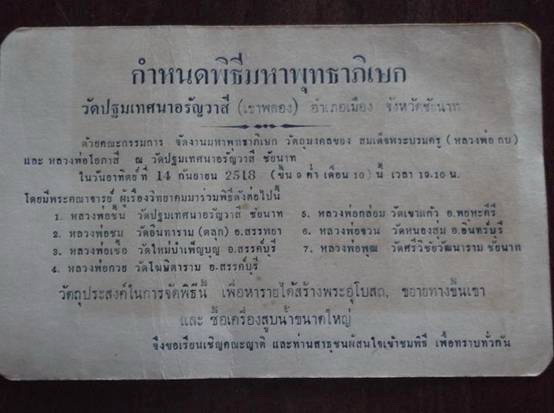 กำหนดพิธีมหาพุทธาภิเษก
วัดปฐมเทศนาอรัญวาสี (เขาพลอง) อำเภอเมือง จังหวัดชัยนาท
ด้วยคณะกรรมการ จัดงานมหาพุทธาภิเษก วัตถุมงคลของ สมเด็จพระบรมครู (หลวงพ่อ กบ)
และ หลวงพ่อโอภาสี ณ วัดปฐมเทศนาอรัญวาสี ชัยนาท
ในวันอาทิตย์ ที่ 14 กันยายน 2518 (ขึ้น 9 ค่ำ เดือน 10) นี้ เวลา 19.10 น.
โดยมีพระคณาจารย์ ผู้เรืองวิทยาคมมาร่วมพิธีดังต่อไปนี้
1. หลวงพ่อชื้น วัดปฐมเทศนาอรัญวาสี ชัยนาท 5. หลวงพ่อกล่อม วัดเขาแก้ว อ.พยุหะคีรี
2. หลวงพ่อชม วัดอินทาราม (ตลุก) อ.สรรพยา 6. หลวงพ่อชวน วัดหนองสุ่ม อ.อินทร์บุรี
3. หลวงพ่อเชื้อ วัดใหม่บำเพ็ญบุญ อ.สรรค์บุรี 7. หลวงพ่อพุฒ วัดศรีวิชัยวัฒนาราม ชัยนาท
4. หลวงพ่อกวย วัดโฆษิตาราม อ.สรรค์บุรี
วัตถุประสงค์ในการจัดพิธีนี้ เพื่อหารายได้สร้างพระอุโบสถ, ขยายทางขึ้นเขา
และ ซื้อเครื่องสูบน้ำขนาดใหญ่
จึงขอเรียนเชิญคณะญาติ และท่านสาธุชนผู้สนใจเข้าชมพิธี เพื่อทราบทั่วกัน